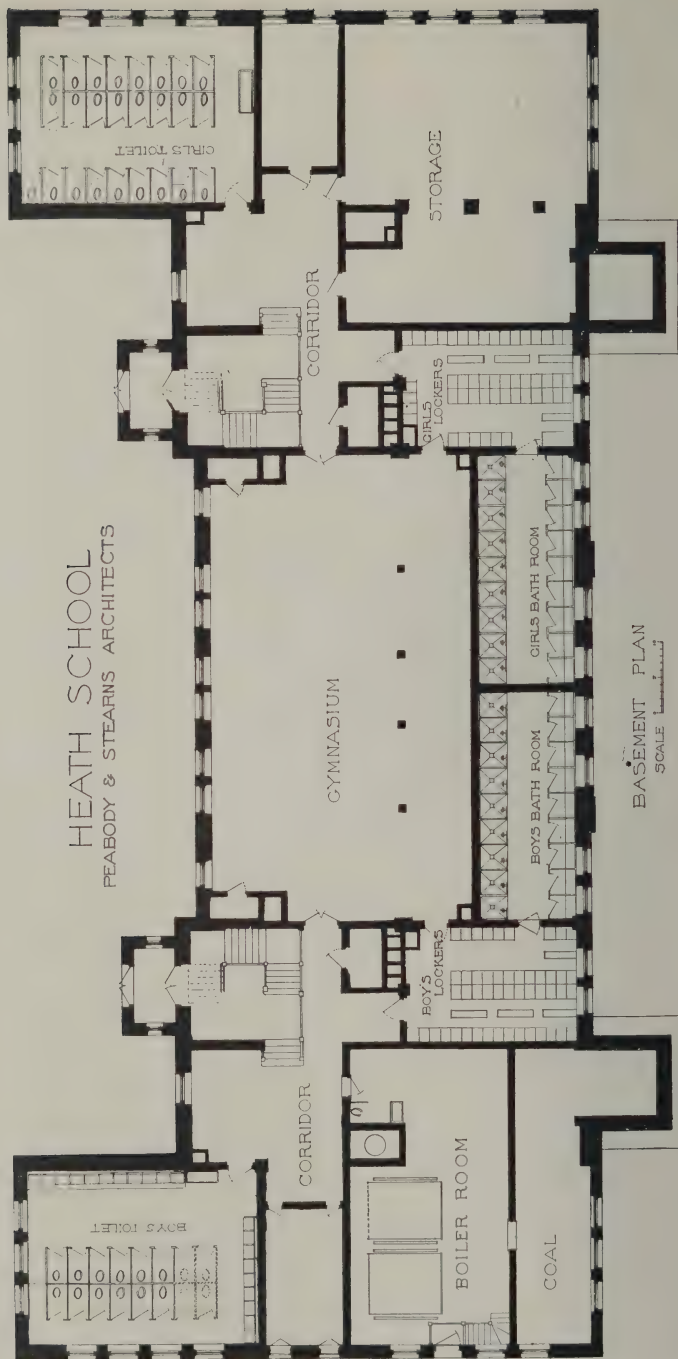 HEATH SCHOOL
PEABODY & STEARNS ARCHITECTS
BOYS TOILET
GIRLS TOILET
CORRIDOR
CORRIDOR
GYMNASIUM
BOILER ROOM
COAL
BOY'S
LOCKERS
BOYS BATH ROOM
GIRLS BATH ROOM
GIRLS
LOCKERS
STORAGE
BASEMENT PLAN
SCALE